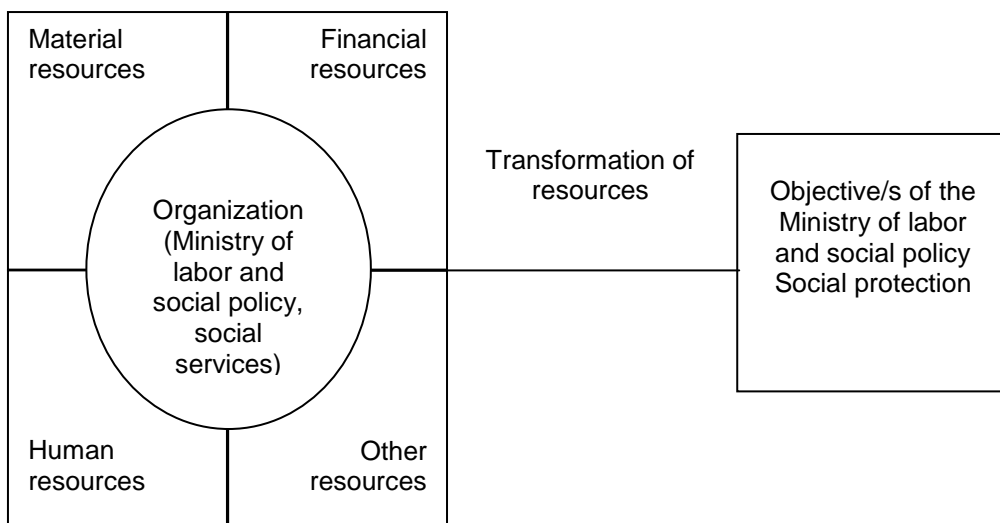 Material
resources
Financial
resources
Organization
(Ministry of
labor and
social policy,
social
services)
Human
resources
Other
resources
Transformation of
resources
Objective/s of the
Ministry of labor
and social policy
Social protection